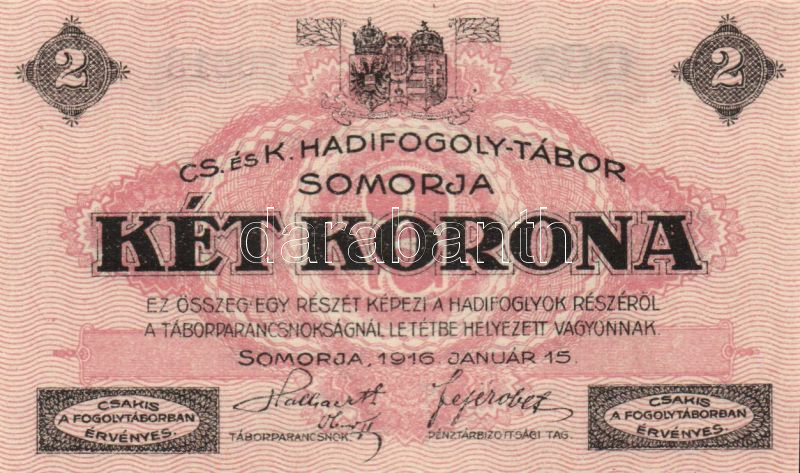 2
2
CS. ÉS K. HADIFOGOLY-TÁBOR
SOMORJA
KÉT KORONA
darabanth
EZ ÖSSZEG EGY RÉSZÉT KÉPEZI A HADIFOGLYOK RÉSZÉRŐL
A TÁBORPARANCSNOKSÁGNÁL LETÉTBE HELYEZETT VAGYONNAK.
SOMORJA, 1916. JANUÁR 15.
CSAKIS
A FOGOLYTÁBORBAN
ÉRVÉNYES.
TÁBORPARANCSNOK
PÉNZTÁRBIZOTTSÁGI TAG.
CSAKIS
A FOGOLYTÁBORBAN
ÉRVÉNYES.